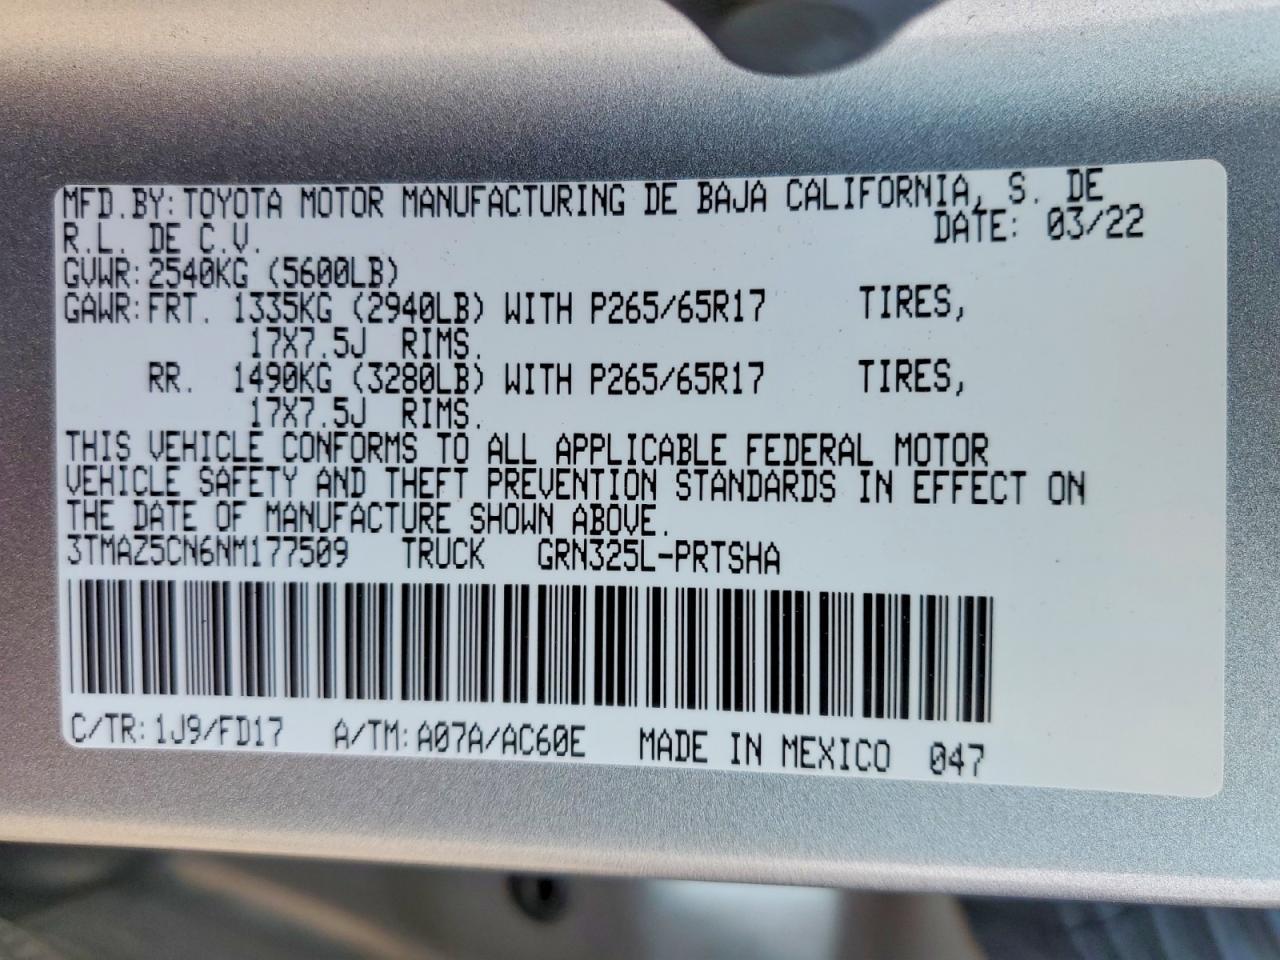 MFD.BY:TOYOTA MOTOR MANUFACTURING DE BAJA CALIFORNIA, S. DE
R.L. DE C.V. DATE: 03/22
GVWR:2540KG (5600LB)
GAWR:FRT. 1335KG (2940LB) WITH P265/65R17 TIRES,
17X7.5J RIMS.
RR. 1490KG (3280LB) WITH P265/65R17 TIRES,
17X7.5J RIMS.
THIS VEHICLE CONFORMS TO ALL APPLICABLE FEDERAL MOTOR
VEHICLE SAFETY AND THEFT PREVENTION STANDARDS IN EFFECT ON
THE DATE OF MANUFACTURE SHOWN ABOVE.
3TMAZ5CN6NM177509 TRUCK GRN325L-PRTSHA
C/TR:1J9/FD17 A/TM:A07A/AC60E MADE IN MEXICO 047